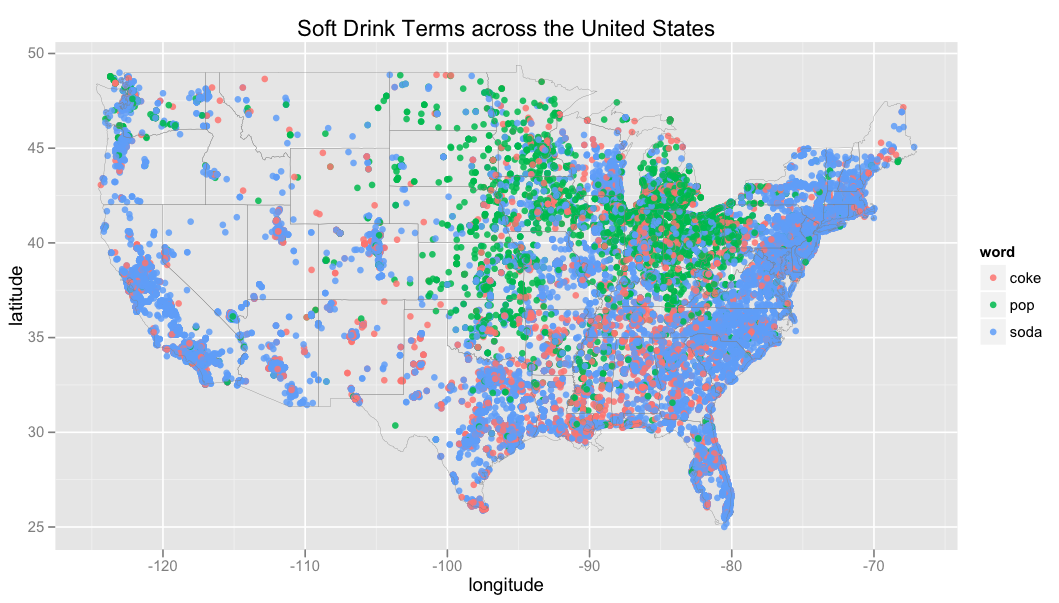 Soft Drink Terms across the United States
50
45
40
35
30
25
latitude
-120
-110
-100
-90
-80
-70
longitude
word
coke
pop
soda